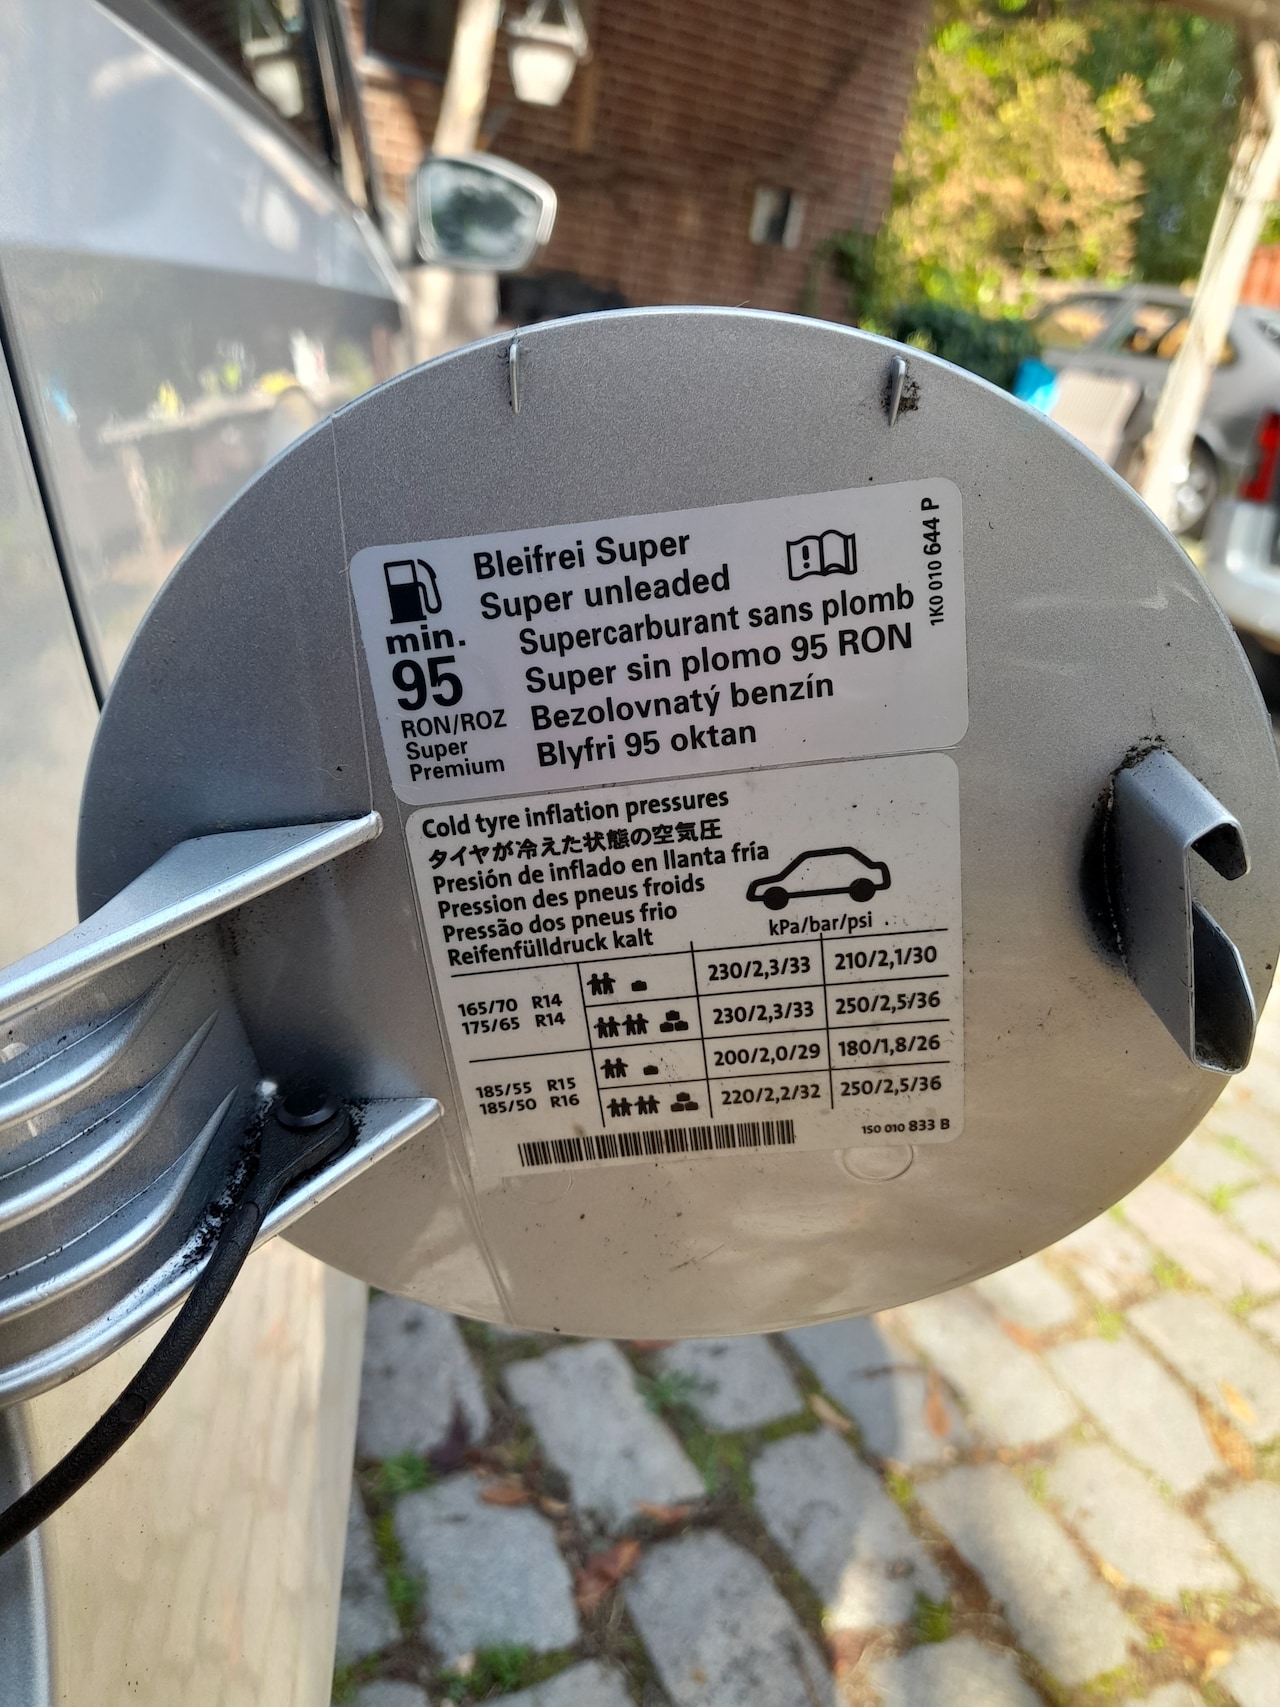 Bleifrei Super
Super unleaded
Supercarburant sans plomb
Super sin plomo 95 RON
Bezolovnatý benzín
Blyfri 95 oktan
min.
95
RON/ROZ
Super
Premium
1K0 010 644 P
Cold tyre inflation pressures
タイヤが冷えた状態の空気圧
Presión de inflado en llanta fría
Pression des pneus froids
Pressão dos pneus frio
Reifenfülldruck kalt
kPa/bar/psi
165/70 R14
175/65 R14
230/2,3/33 210/2,1/30
230/2,3/33 250/2,5/36
185/55 R15
185/50 R16
200/2,0/29 180/1,8/26
220/2,2/32 250/2,5/36
1S0 010 833 B